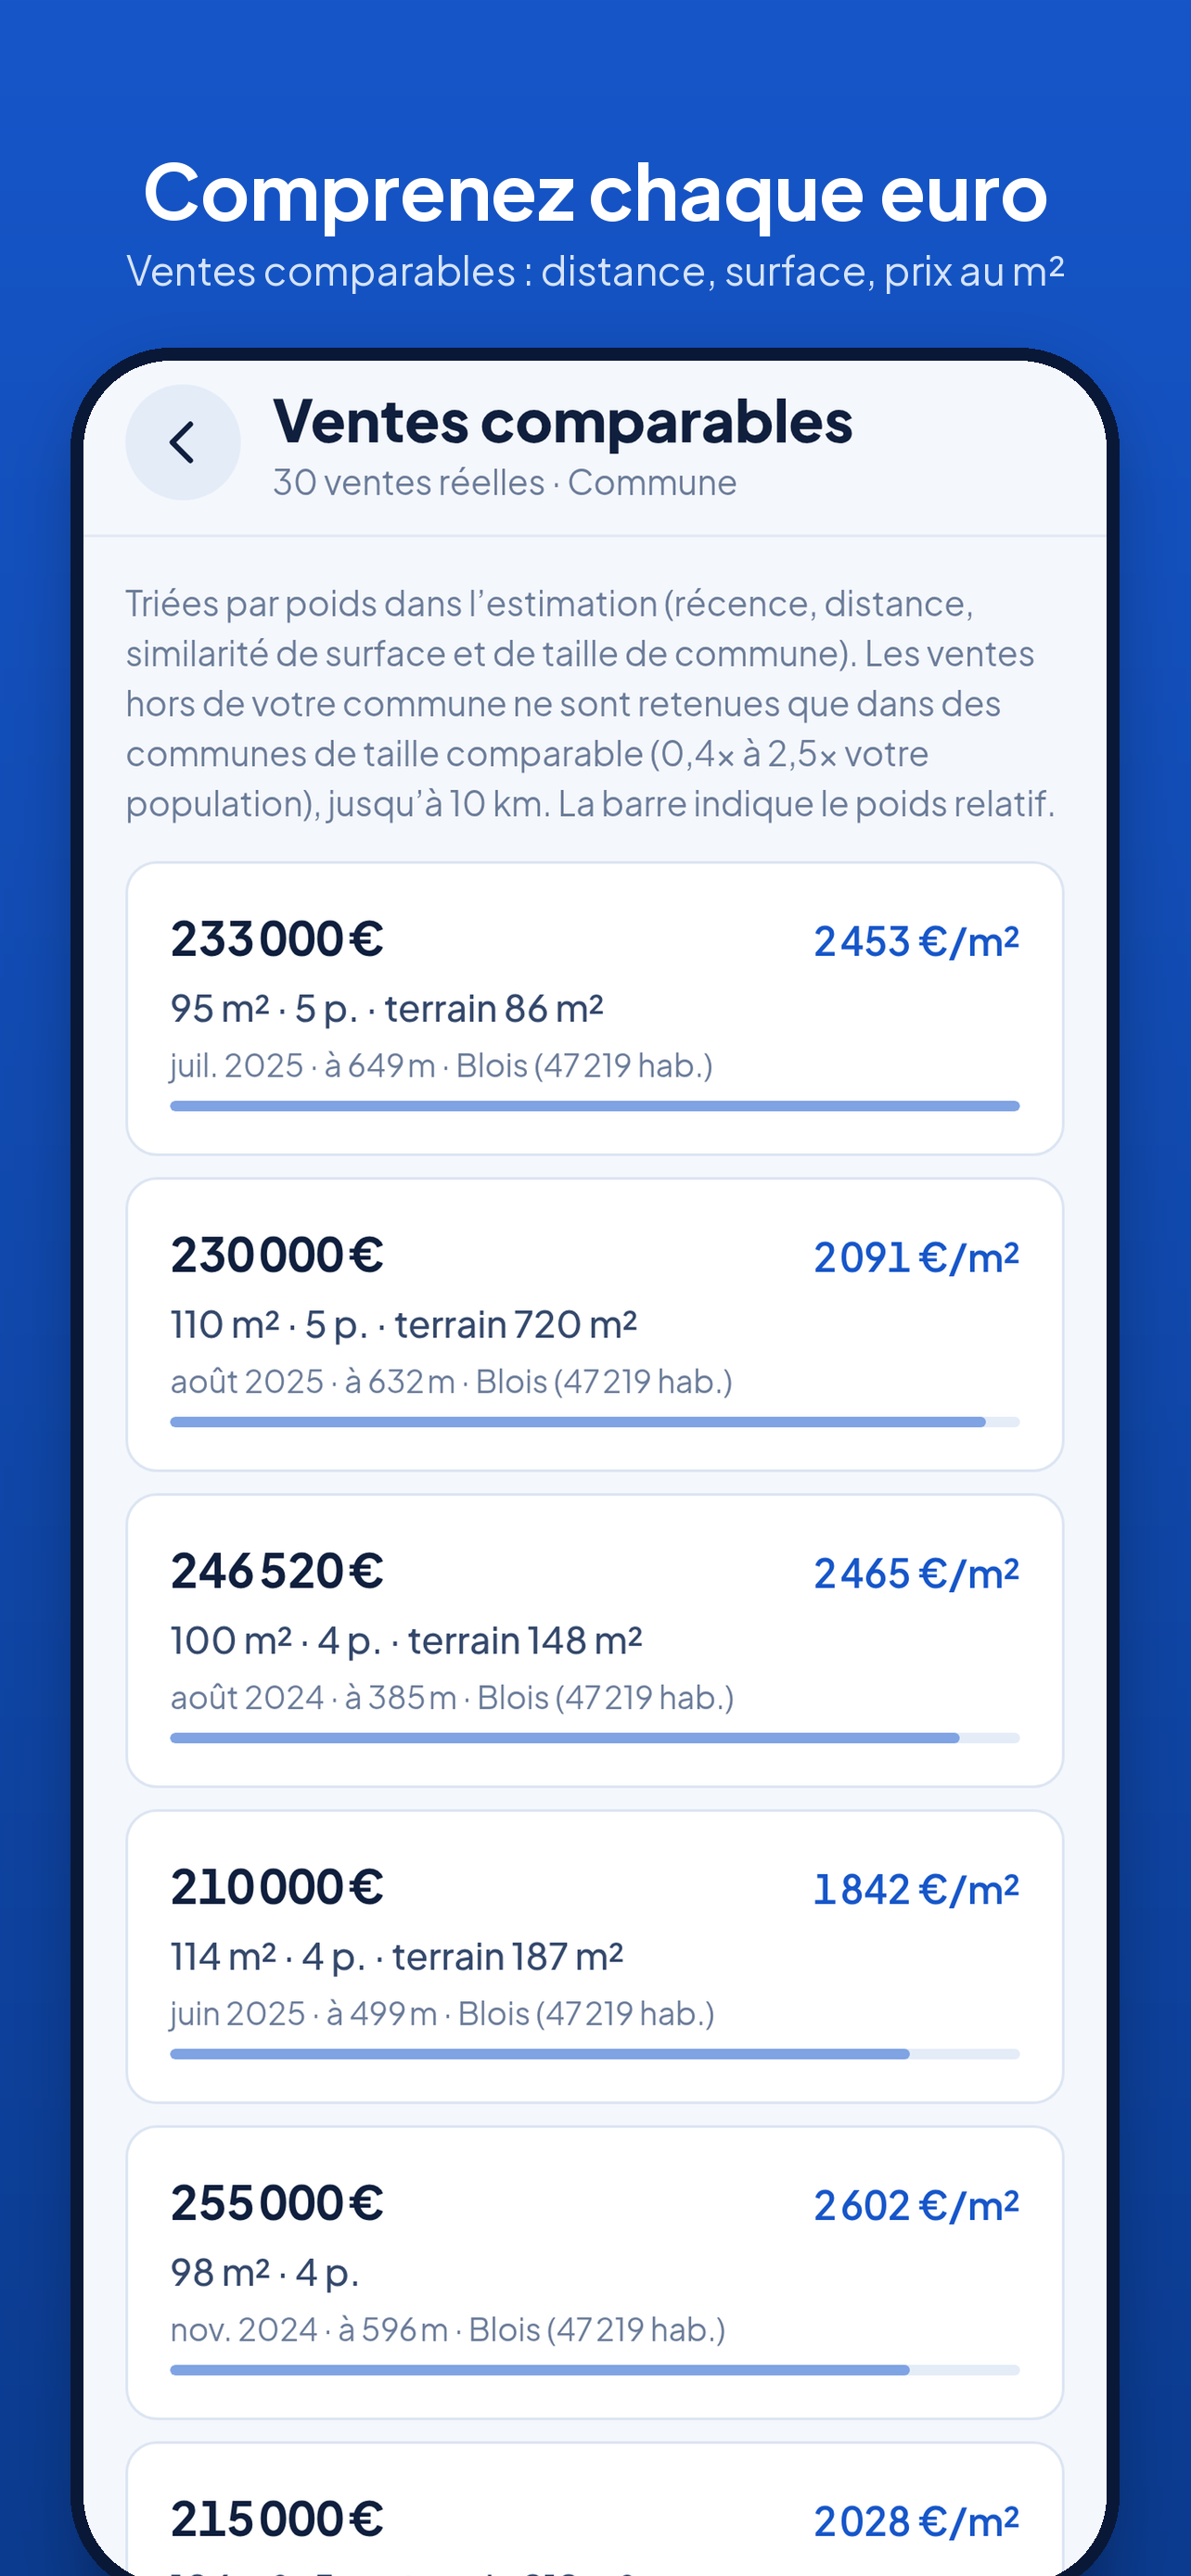 Comprenez chaque euro
Ventes comparables : distance, surface, prix au m²
Ventes comparables
30 ventes réelles · Commune
Triées par poids dans l’estimation (récence, distance,
similarité de surface et de taille de commune). Les ventes
hors de votre commune ne sont retenues que dans des
communes de taille comparable (0,4× à 2,5× votre
population), jusqu’à 10 km. La barre indique le poids relatif.
233 000 € 2 453 €/m²
95 m² · 5 p. · terrain 86 m²
juil. 2025 · à 649 m · Blois (47 219 hab.)
230 000 € 2 091 €/m²
110 m² · 5 p. · terrain 720 m²
août 2025 · à 632 m · Blois (47 219 hab.)
246 520 € 2 465 €/m²
100 m² · 4 p. · terrain 148 m²
août 2024 · à 385 m · Blois (47 219 hab.)
210 000 € 1 842 €/m²
114 m² · 4 p. · terrain 187 m²
juin 2025 · à 499 m · Blois (47 219 hab.)
255 000 € 2 602 €/m²
98 m² · 4 p.
nov. 2024 · à 596 m · Blois (47 219 hab.)
215 000 € 2 028 €/m²